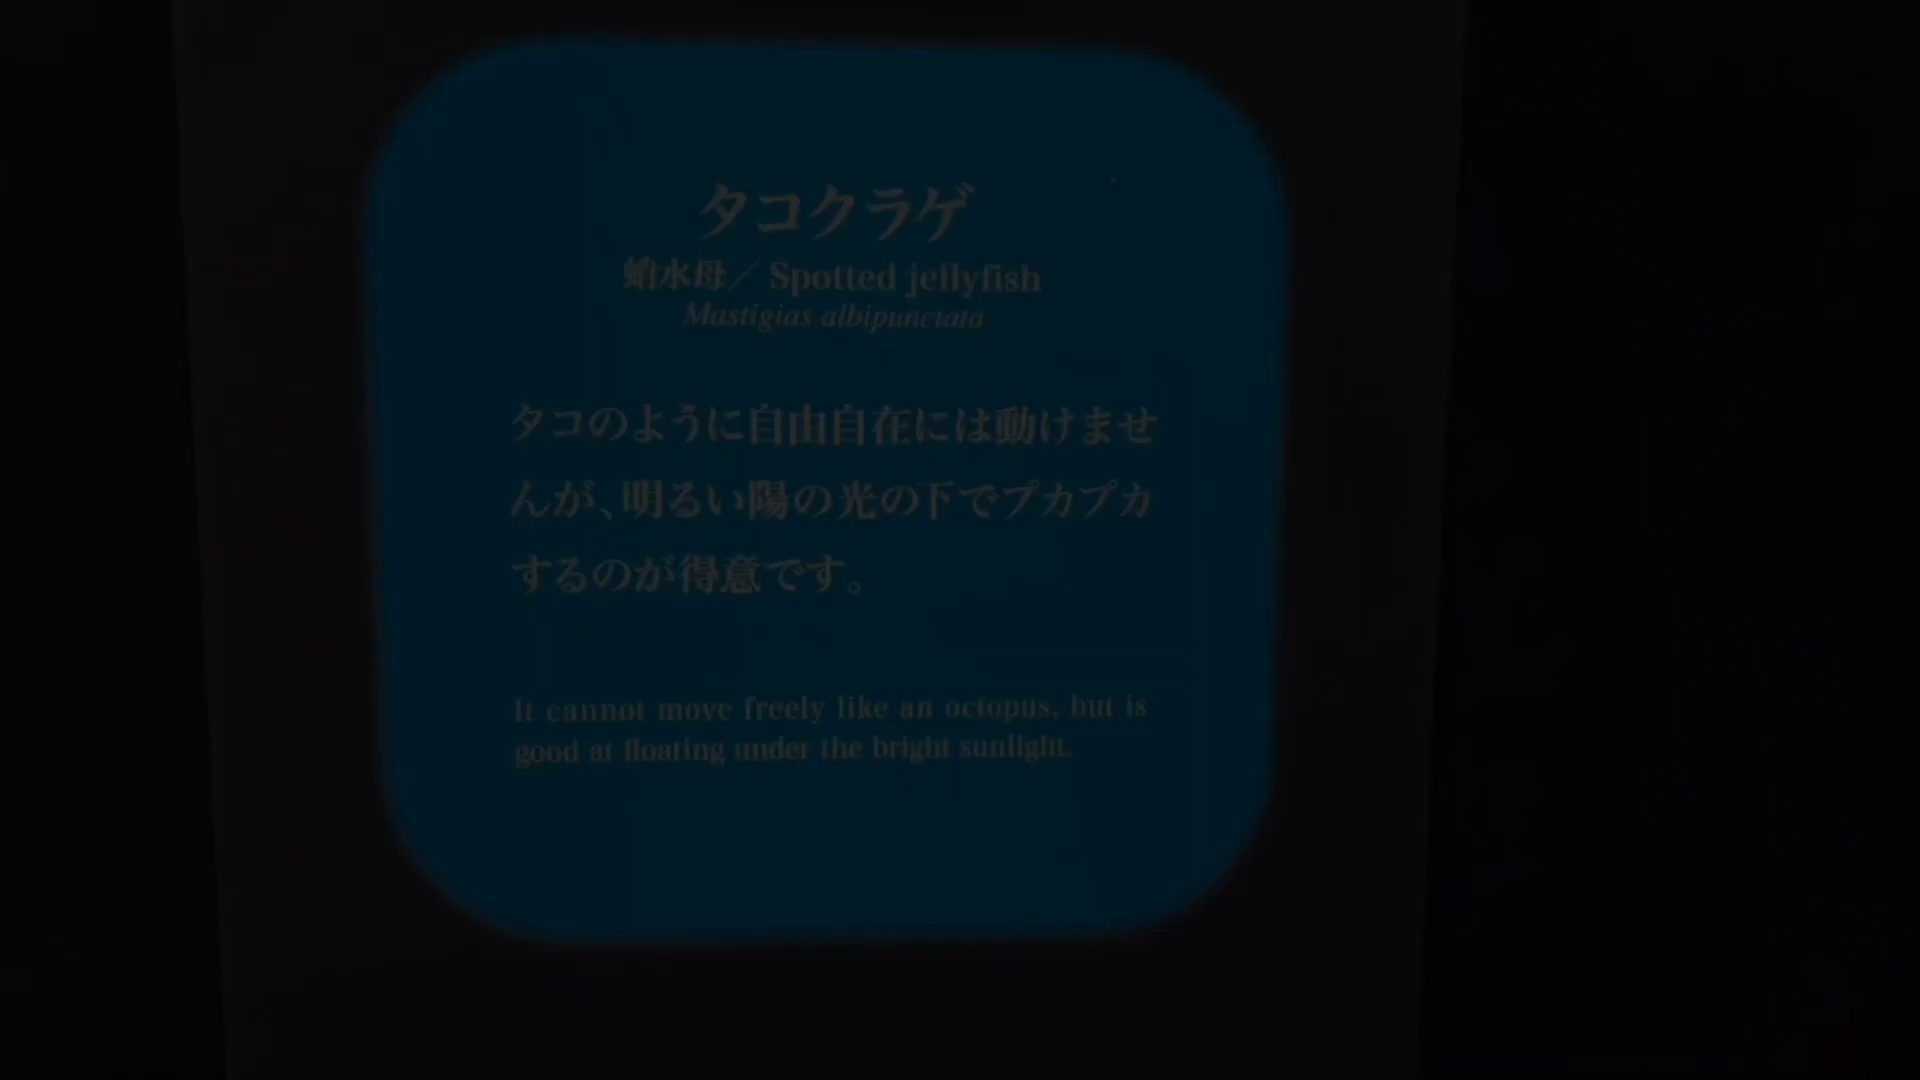 タコクラゲ
蛸水母／Spotted jellyfish
Mastigias albipunctata
タコのように自由自在には動けませ
んが、明るい陽の光の下でプカプカ
するのが得意です。
It cannot move freely like an octopus, but is
good at floating under the bright sunlight.